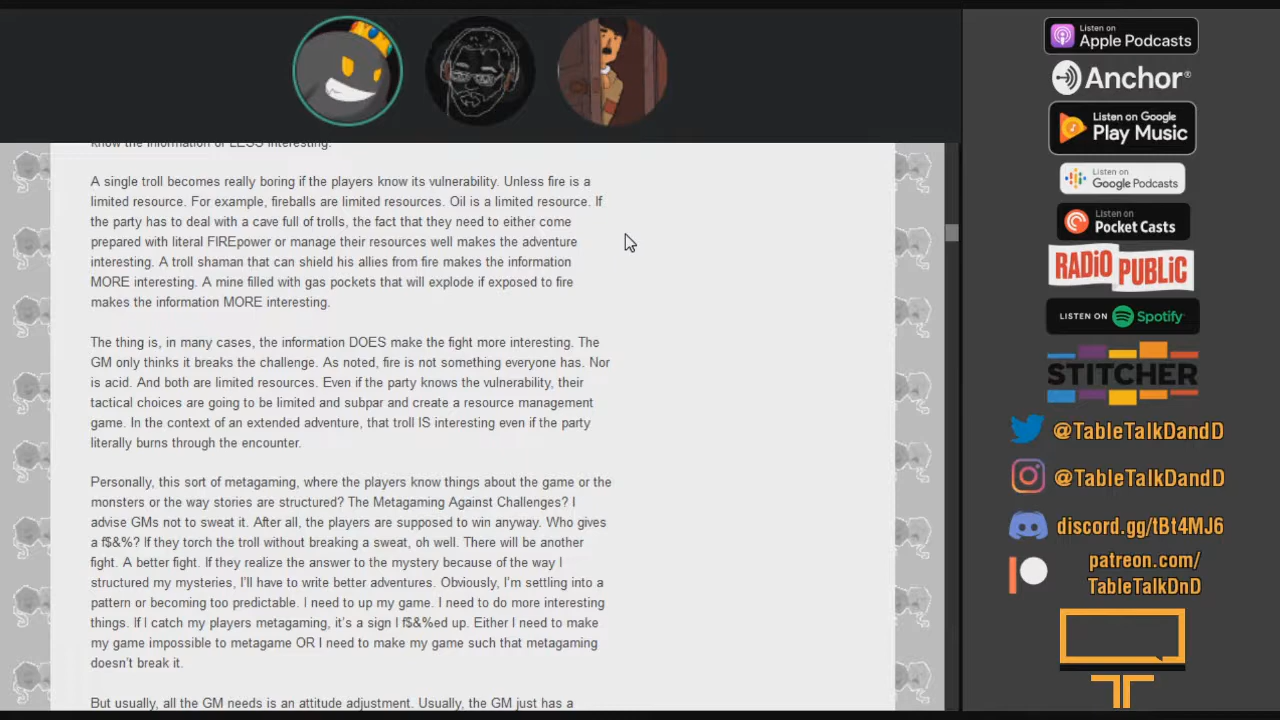 know the information of LESS interesting.
A single troll becomes really boring if the players know its vulnerability. Unless fire is a
limited resource. For example, fireballs are limited resources. Oil is a limited resource. If
the party has to deal with a cave full of trolls, the fact that they need to either come
prepared with literal FIREpower or manage their resources well makes the adventure
interesting. A troll shaman that can shield his allies from fire makes the information
MORE interesting. A mine filled with gas pockets that will explode if exposed to fire
makes the information MORE interesting.
The thing is, in many cases, the information DOES make the fight more interesting. The
GM only thinks it breaks the challenge. As noted, fire is not something everyone has. Nor
is acid. And both are limited resources. Even if the party knows the vulnerability, their
tactical choices are going to be limited and subpar and create a resource management
game. In the context of an extended adventure, that troll IS interesting even if the party
literally burns through the encounter.
Personally, this sort of metagaming, where the players know things about the game or the
monsters or the way stories are structured? The Metagaming Against Challenges? I
advise GMs not to sweat it. After all, the players are supposed to win anyway. Who gives
a f$&%? If they torch the troll without breaking a sweat, oh well. There will be another
fight. A better fight. If they realize the answer to the mystery because of the way I
structured my mysteries, I'll have to write better adventures. Obviously, I'm settling into a
pattern or becoming too predictable. I need to up my game. I need to do more interesting
things. If I catch my players metagaming, it's a sign I f$&%ed up. Either I need to make
my game impossible to metagame OR I need to make my game such that metagaming
doesn't break it.
But usually, all the GM needs is an attitude adjustment. Usually, the GM just has a
Listen on
Apple Podcasts
Anchor®
Listen on Google
Play Music
Listen on
Google Podcasts
Listen on
Pocket Casts
RADiO
PUBLiC
LISTEN ON Spotify
STITCHER
@TableTalkDandD
@TableTalkDandD
discord.gg/tBt4MJ6
patreon.com/
TableTalkDnD